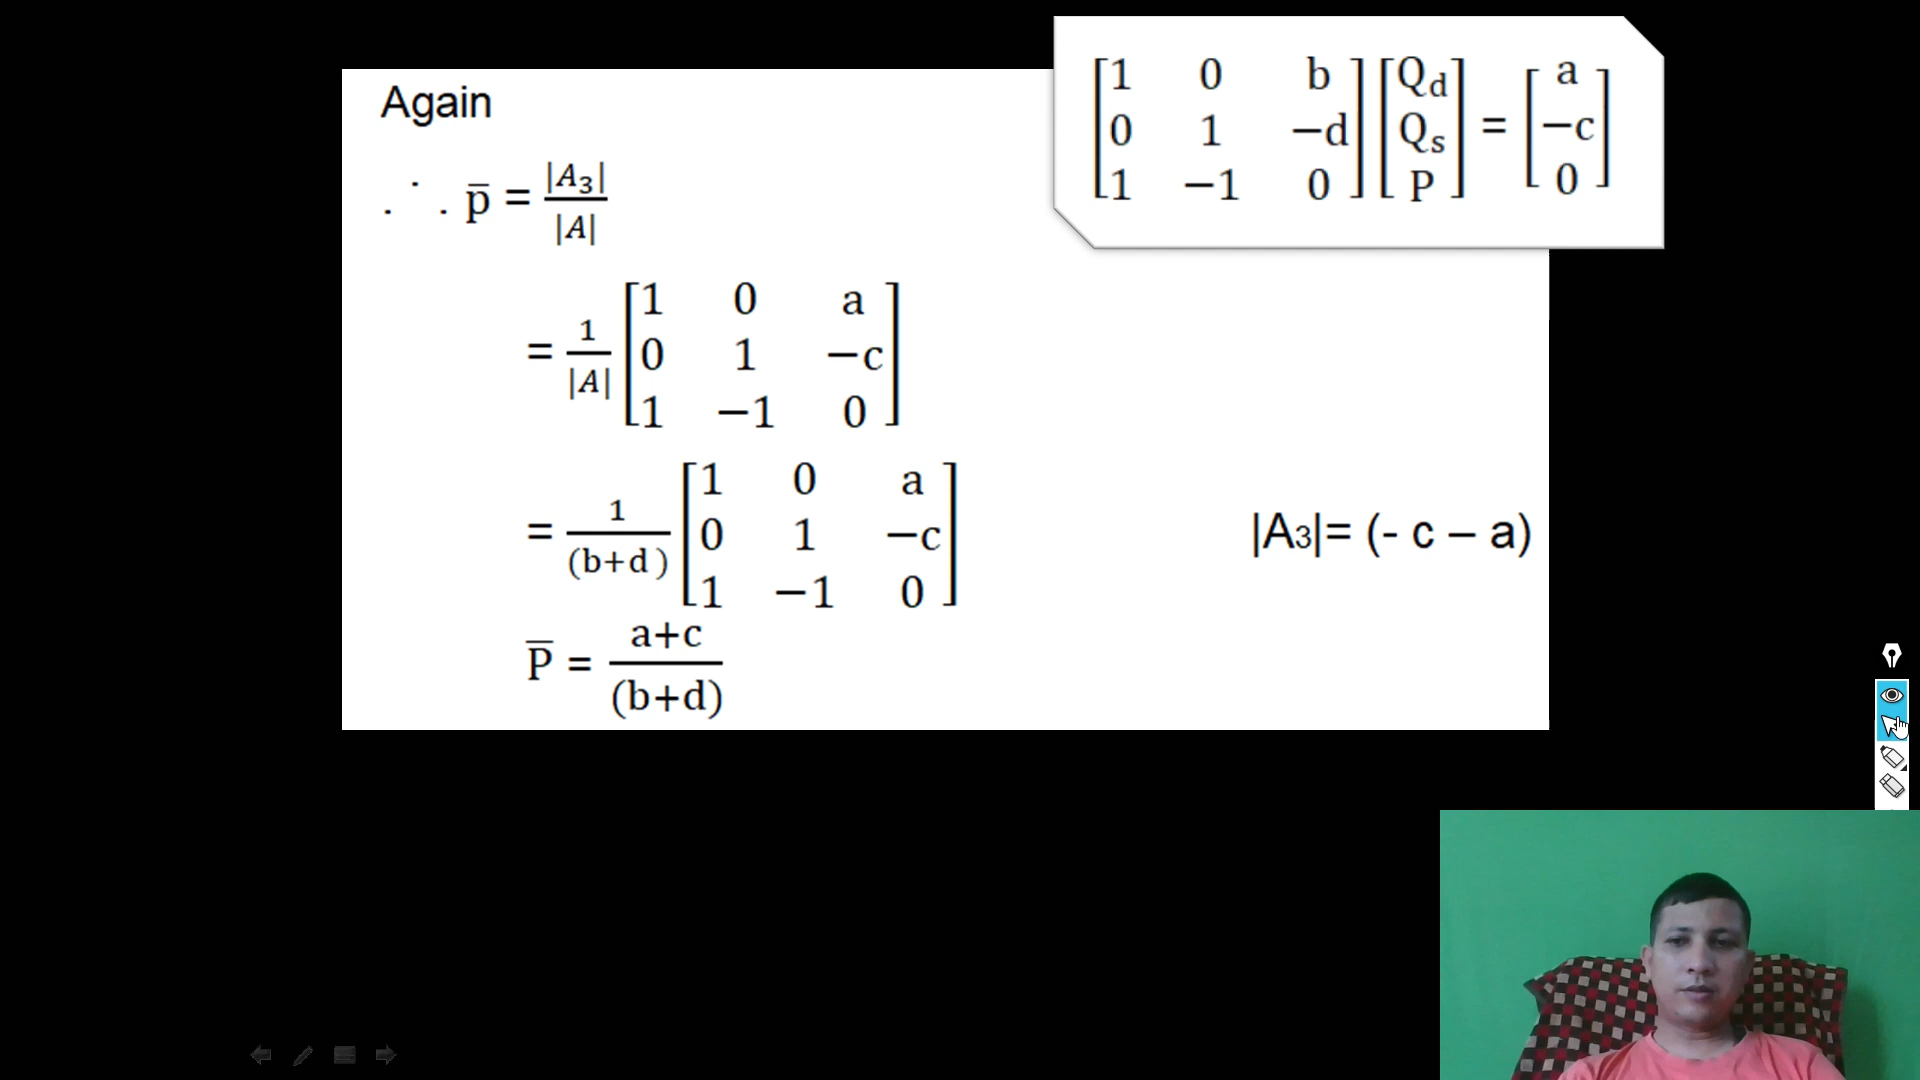 Again
∴ p̅ = |A₃| / |A|
= 1/|A| [1 0 a
0 1 −c
1 −1 0]
= 1/(b+d ) [1 0 a
0 1 −c
1 −1 0]
P̅ = a+c / (b+d)
[1 0 b
0 1 −d
1 −1 0] [Q_d
Q_s
P] = [a
−c
0]
|A₃|= (- c – a)